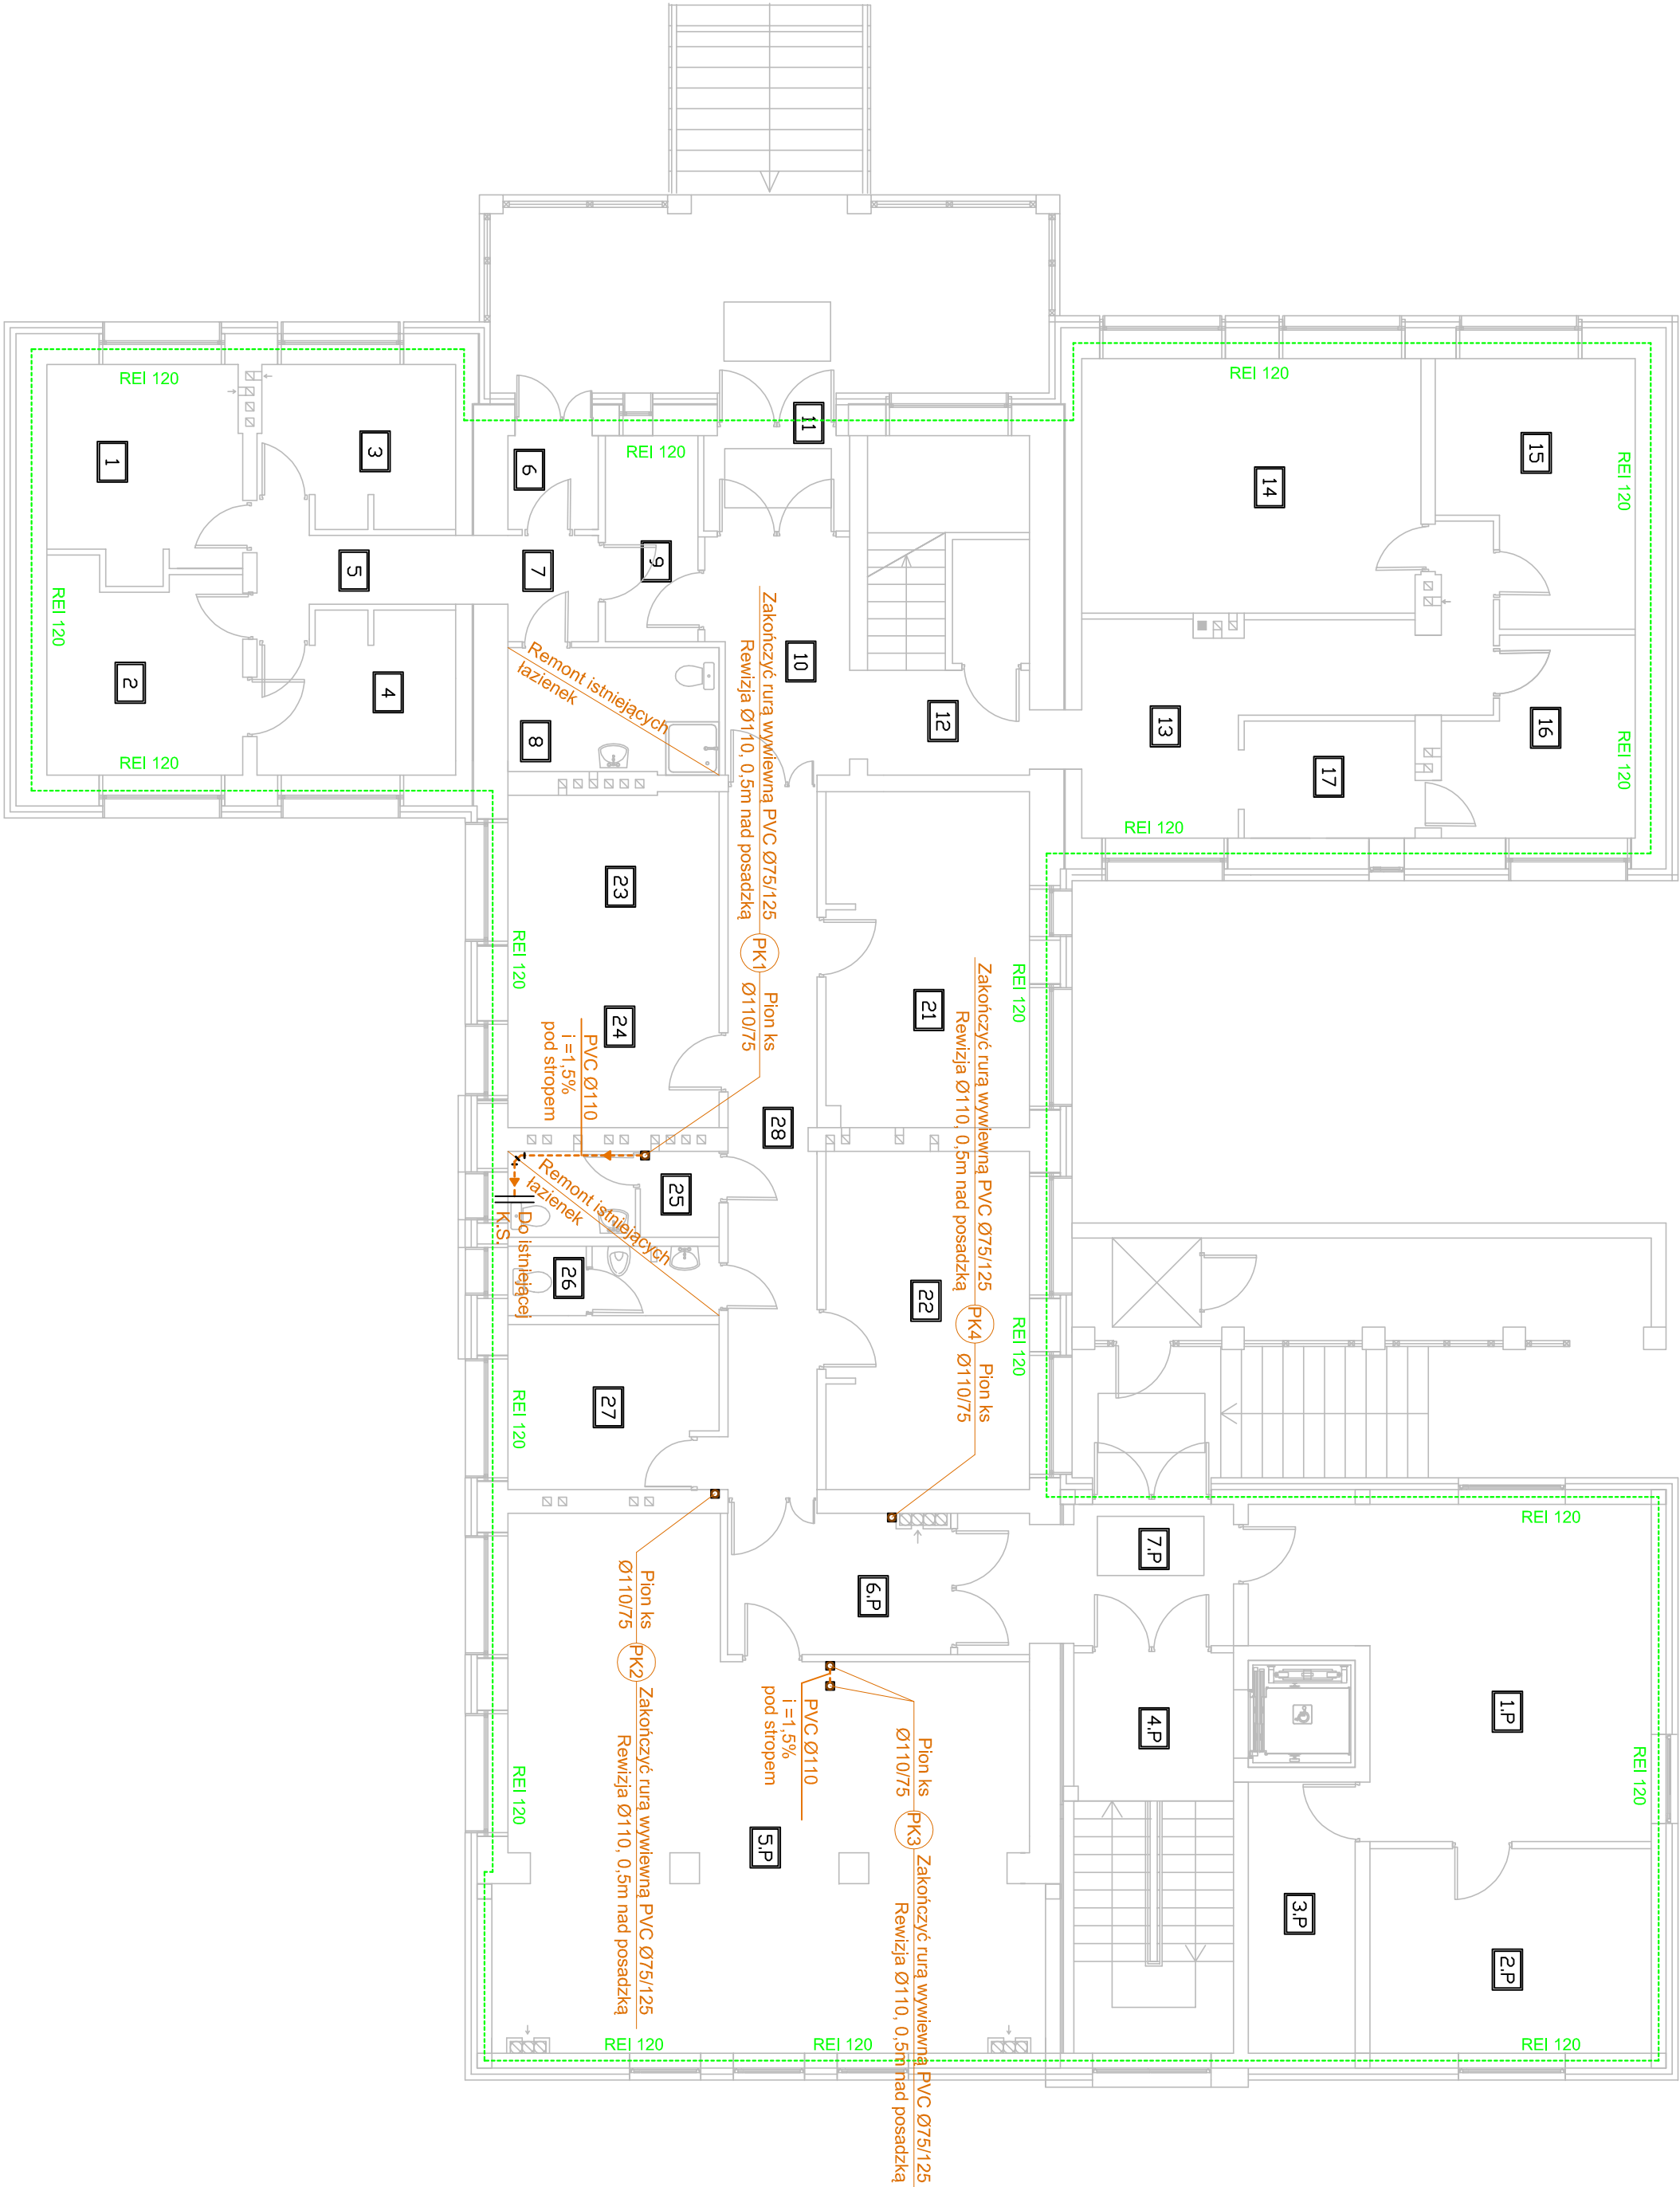 REI 120
REI 120
REI 120
REI 120
15
3
11
1
6
14
9
5
7
REI 120
Zakończyć rurą wywiewną PVC Ø75/125
Rewizja Ø110, 0,5m nad posadzką
PK1
Pion ks
Ø110/75
10
2
4
Remont istniejących
łazienek
8
12
13
16
17
REI 120
REI 120
REI 120
23
REI 120
21
24
REI 120
Zakończyć rurą wywiewną PVC Ø75/125
Rewizja Ø110, 0,5m nad posadzką
PK4
Pion ks
Ø110/75
PVC Ø110
i =1,5%
pod stropem
28
25
Remont istniejących
łazienek
Do istniejącej
K.S.
26
22
REI 120
27
REI 120
REI 120
7.P
6.P
Pion ks
Ø110/75
PK2
Zakończyć rurą wywiewną PVC Ø75/125
Rewizja Ø110, 0,5m nad posadzką
PVC Ø110
i =1,5%
pod stropem
Pion ks
Ø110/75
PK3
Zakończyć rurą wywiewną PVC Ø75/125
Rewizja Ø110, 0,5m nad posadzką
4.P
1.P
REI 120
REI 120
5.P
3.P
2.P
REI 120
REI 120
REI 120